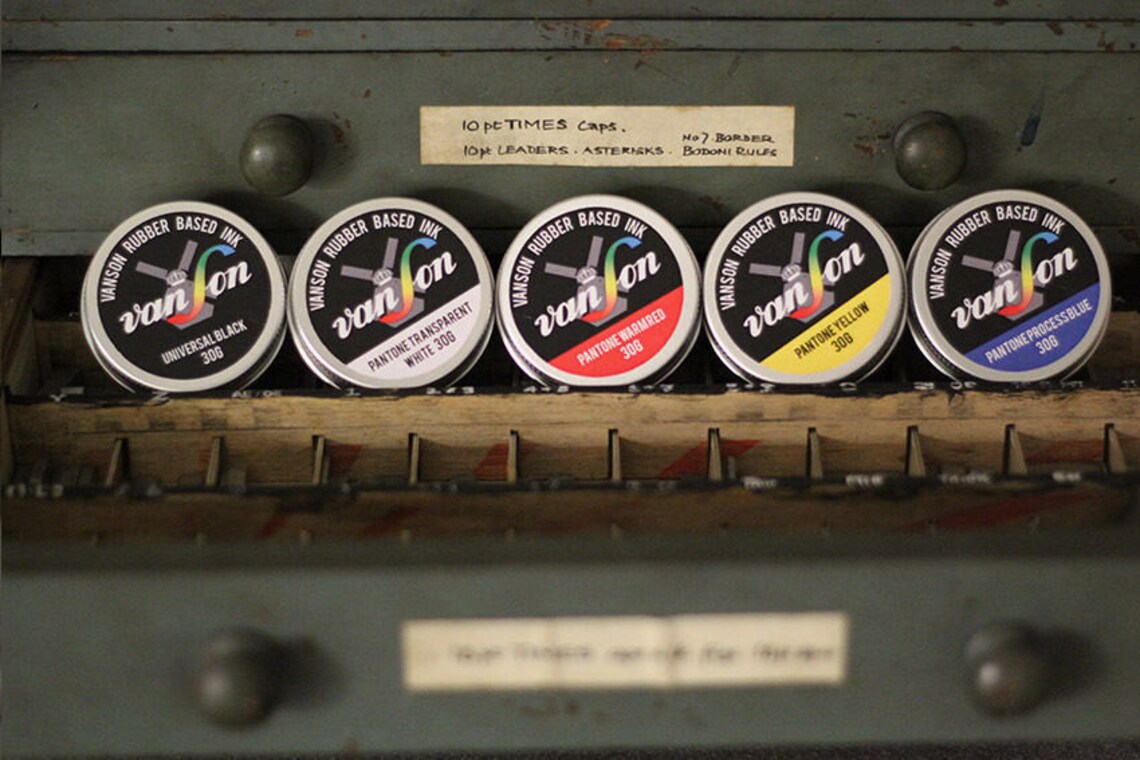 10 pt TIMES Caps.
No 7. BORDER
10pt LEADERS. ASTERISKS. BODONI RULES
VANSON RUBBER BASED INK
vanSon
UNIVERSAL BLACK
30G
VANSON RUBBER BASED INK
vanSon
PANTONE TRANSPARENT
WHITE 30G
VANSON RUBBER BASED INK
vanSon
PANTONE WARMRED
30G
VANSON RUBBER BASED INK
vanSon
PANTONE YELLOW
30G
VANSON RUBBER BASED INK
vanSon
PANTONE PROCESS BLUE
30G